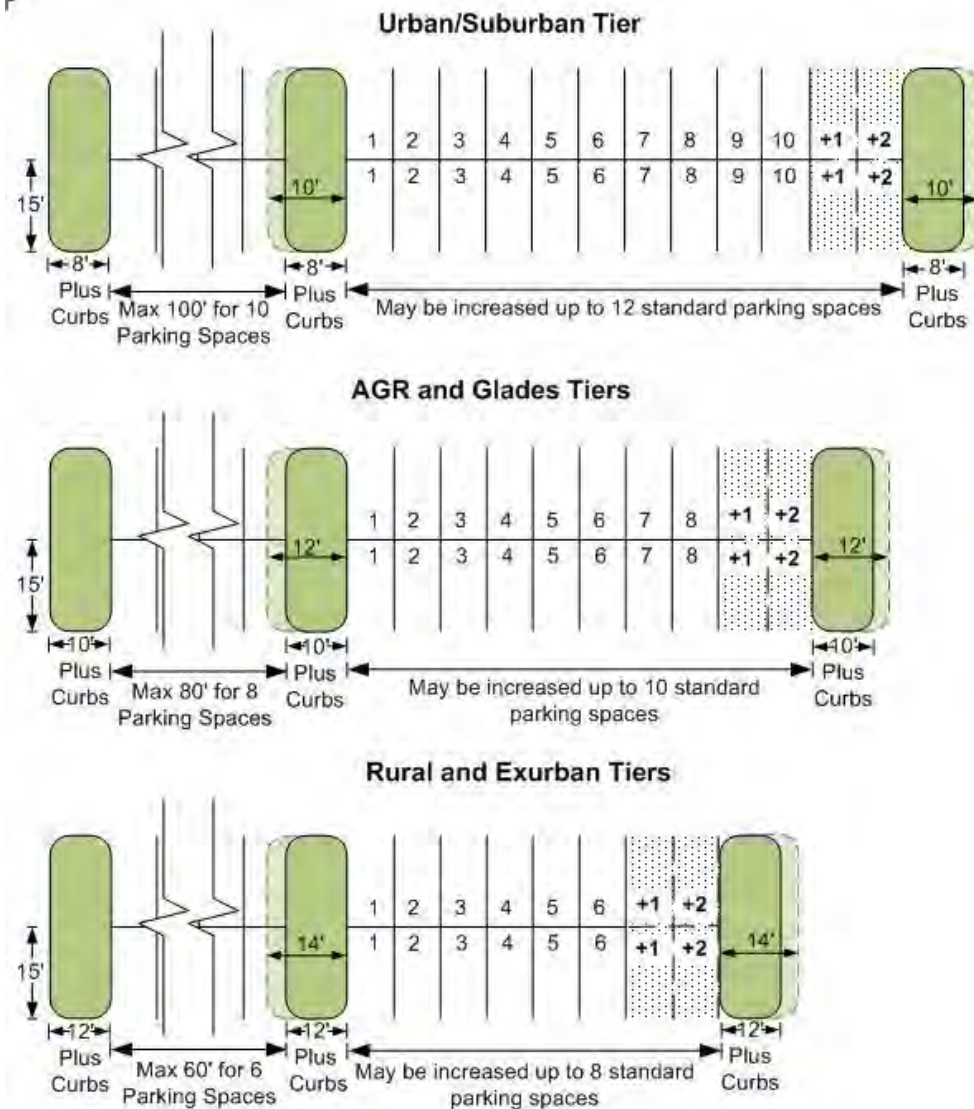 Urban/Suburban Tier
1 2 3 4 5 6 7 8 9 10 +1 +2
1 2 3 4 5 6 7 8 9 10 +1 +2
15' 10' 10'
8' 8' 8'
Plus Curbs
Max 100' for 10 Parking Spaces
Plus Curbs
May be increased up to 12 standard parking spaces
Plus Curbs
AGR and Glades Tiers
1 2 3 4 5 6 7 8 +1 +2
1 2 3 4 5 6 7 8 +1 +2
15' 12' 12'
10' 10' 10'
Plus Curbs
Max 80' for 8 Parking Spaces
Plus Curbs
May be increased up to 10 standard
parking spaces
Plus Curbs
Rural and Exurban Tiers
1 2 3 4 5 6 +1 +2
1 2 3 4 5 6 +1 +2
15' 14' 14'
12' 12' 12'
Plus Curbs
Max 60' for 6 Parking Spaces
Plus Curbs
May be increased up to 8 standard
parking spaces
Plus Curbs